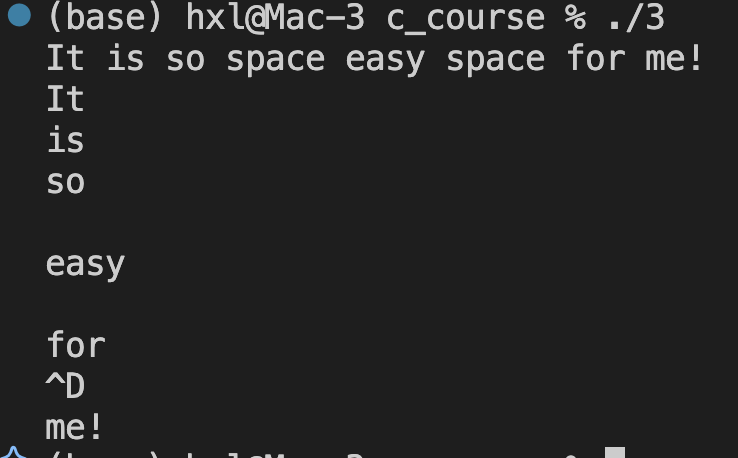 (base) hxl@Mac-3 c_course % ./3
It is so space easy space for me!
It
is
so
easy
for
^D
me!